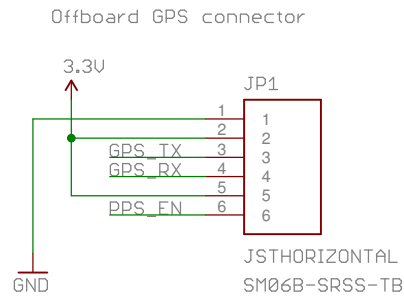 Offboard GPS connector
3.3V
JP1
1 1
2 2
GPS_TX 3 3
GPS_RX 4 4
5 5
PPS_EN 6 6
JSTHORIZONTAL
GND SM06B-SRSS-TB